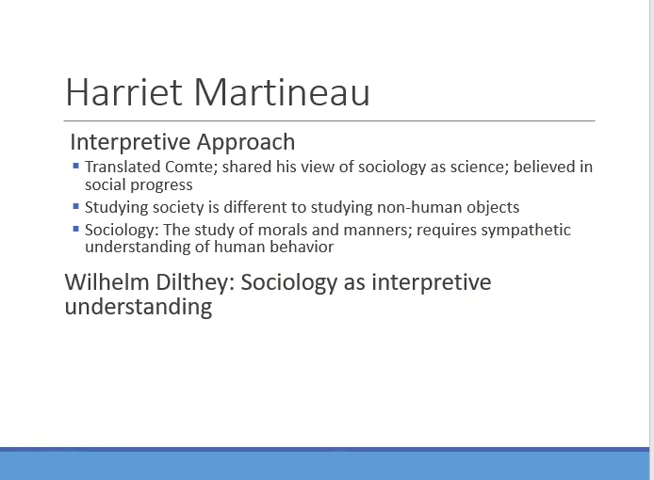 Harriet Martineau
Interpretive Approach
Translated Comte; shared his view of sociology as science; believed in
social progress
Studying society is different to studying non-human objects
Sociology: The study of morals and manners; requires sympathetic
understanding of human behavior
Wilhelm Dilthey: Sociology as interpretive
understanding